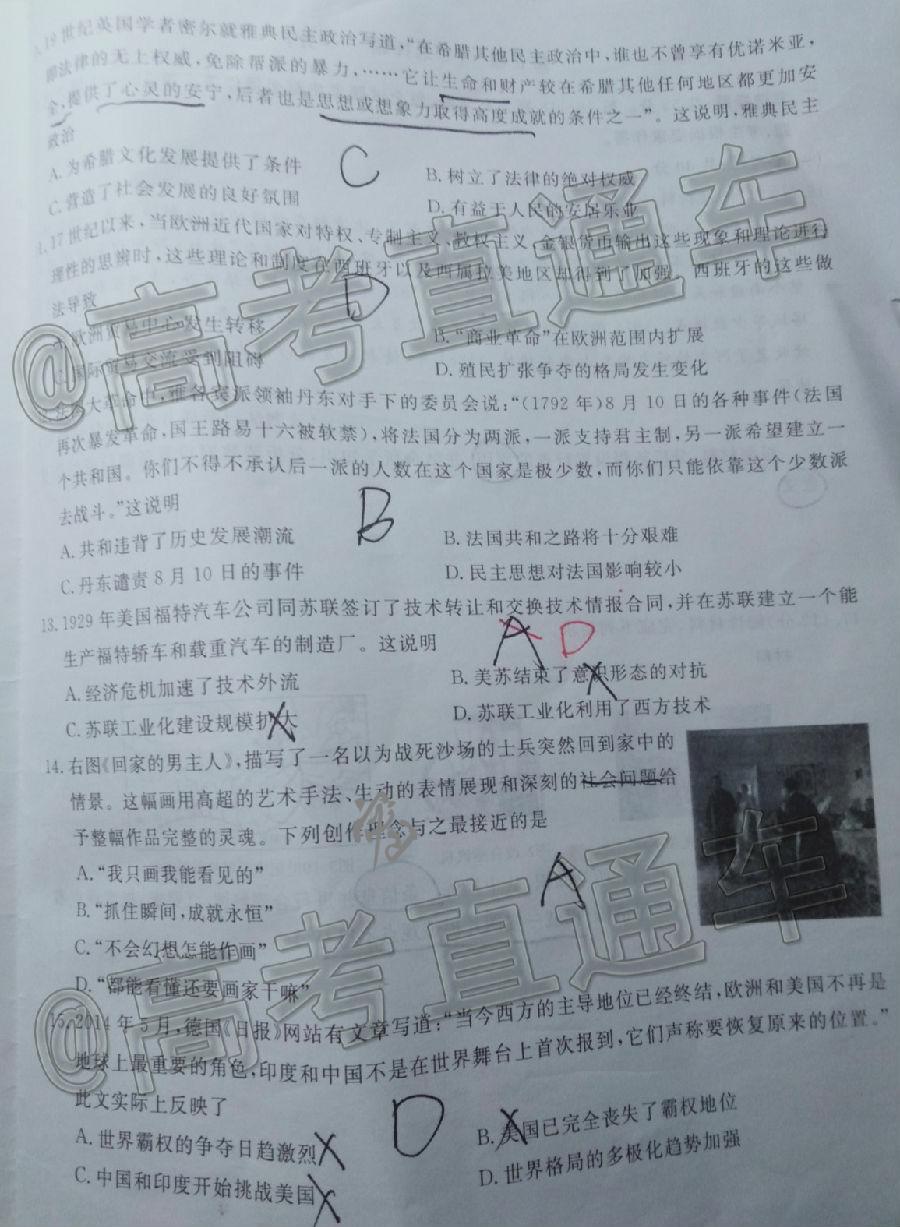 19世纪英国学者密尔就雅典民主政治写道,“在希腊其他民主政治中,谁也不曾享有优诺米亚,
即法律的无上权威,免除帮派的暴力,……它让生命和财产较在希腊其他任何地区都更加安
全,提供了心灵的安宁,后者也是思想或想象力取得高度成就的条件之一”。这说明,雅典民主
政治
A.为希腊文化发展提供了条件
B.树立了法律的绝对权威
C
C.营造了社会发展的良好氛围
D.有益于人民的安居乐业
17世纪以来,当欧洲近代国家对特权、专制主义、教权主义、金银货币输出这些现象和理论进行
理性的思辨时,这些理论和制度在西班牙以及西属拉美地区却得到了加强。西班牙的这些做
法导致
D
A.欧洲贸易中心发生转移
B.“商业革命”在欧洲范围内扩展
C.国际贸易交流受到阻碍
D.殖民扩张争夺的格局发生变化
大革命中,雅各宾派领袖丹东对手下的委员会说:“(1792年)8月10日的各种事件(法国
再次暴发革命,国王路易十六被软禁),将法国分为两派,一派支持君主制,另一派希望建立一
个共和国。你们不得不承认后一派的人数在这个国家是极少数,而你们只能依靠这个少数派
去战斗。”这说明
B
A.共和违背了历史发展潮流
B.法国共和之路将十分艰难
C.丹东谴责8月10日的事件
D.民主思想对法国影响较小
13.1929年美国福特汽车公司同苏联签订了技术转让和交换技术情报合同,并在苏联建立一个能
生产福特轿车和载重汽车的制造厂。这说明
A D
A.经济危机加速了技术外流
B.美苏结束了意识形态的对抗
C.苏联工业化建设规模扩大
D.苏联工业化利用了西方技术
14.右图《回家的男主人》,描写了一名以为战死沙场的士兵突然回到家中的
情景。这幅画用高超的艺术手法、生动的表情展现和深刻的社会问题给
予整幅作品完整的灵魂。下列创作理念与之最接近的是
A.“我只画我能看见的”
A
B.“抓住瞬间,成就永恒”
C.“不会幻想怎能作画”
D.“都能看懂还要画家干嘛”
15.2014年5月,德国《日报》网站有文章写道:“当今西方的主导地位已经终结,欧洲和美国不再是
地球上最重要的角色,印度和中国不是在世界舞台上首次报到,它们声称要恢复原来的位置。”
此文实际上反映了
D
A.世界霸权的争夺日趋激烈
B.美国已完全丧失了霸权地位
C.中国和印度开始挑战美国
D.世界格局的多极化趋势加强
@高考直通车
@高考直通车